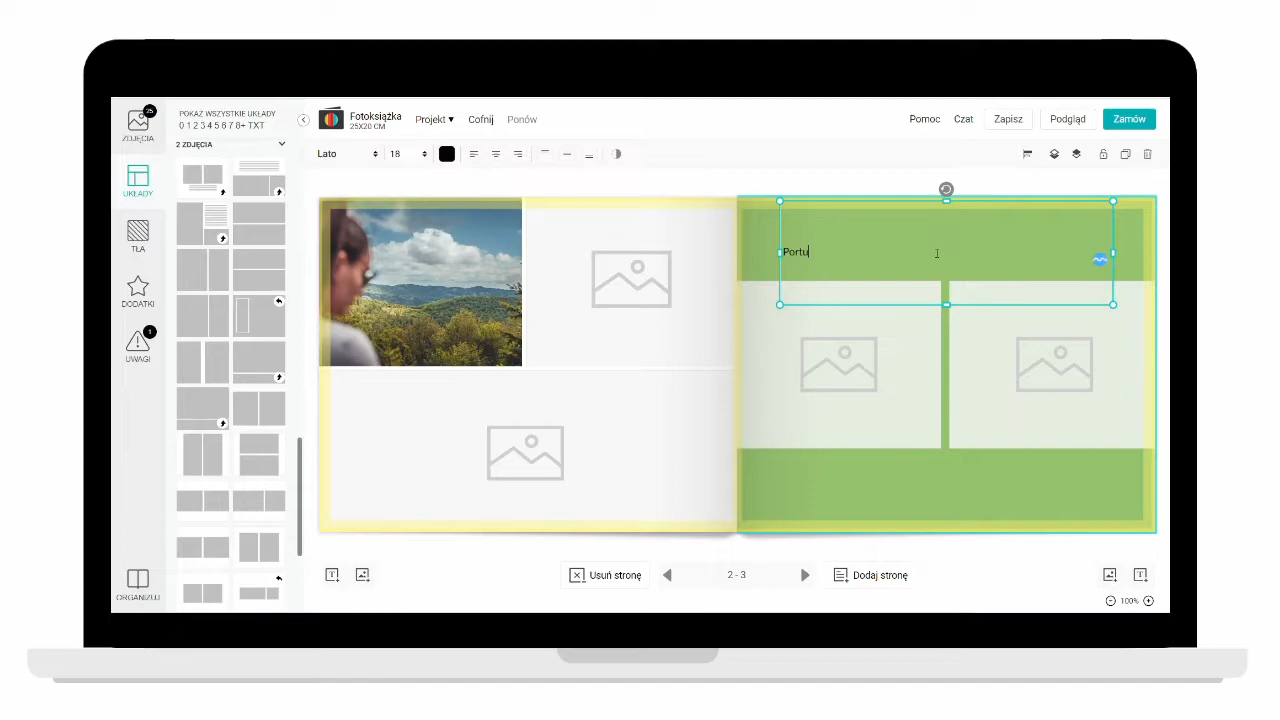 25
ZDJĘCIA
UKŁADY
TŁA
DODATKI
1
UWAGI
ORGANIZUJ
POKAŻ WSZYSTKIE UKŁADY
0 1 2 3 4 5 6 7 8+ TXT
2 ZDJĘCIA
Fotoksiążka
25X20 CM
Projekt
Cofnij
Ponów
Pomoc
Czat
Zapisz
Podgląd
Zamów
Lato
18
Portu
Usuń stronę
2 - 3
Dodaj stronę
100%